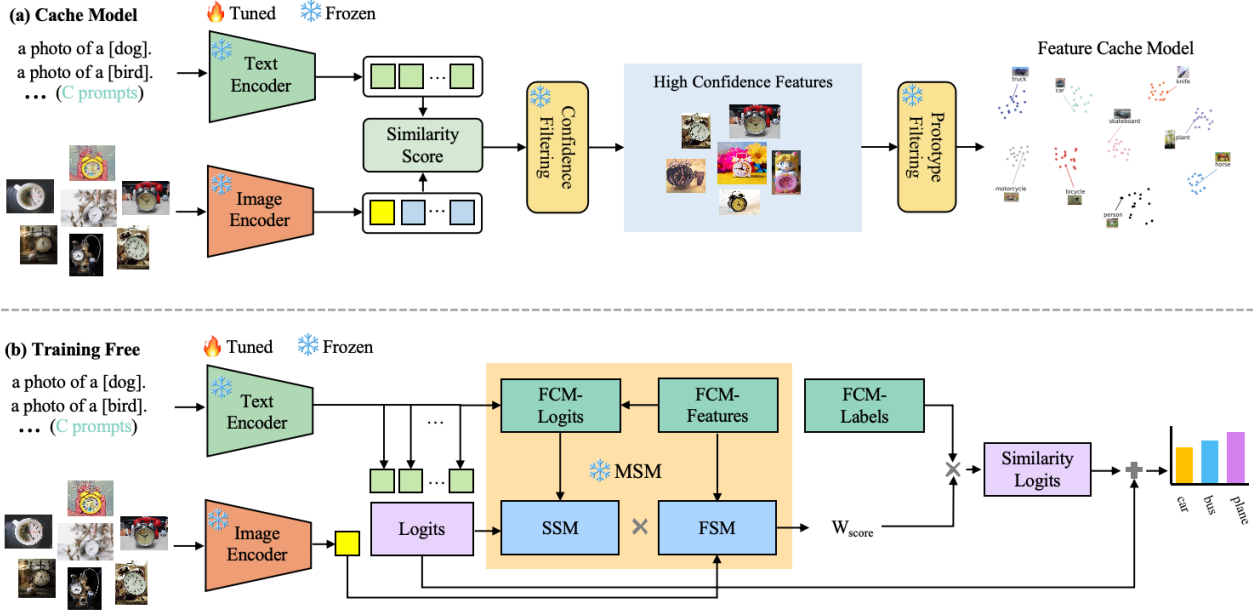 (a) Cache Model
Tuned
Frozen
a photo of a [dog].
a photo of a [bird].
... (C prompts)
Text
Encoder
...
Similarity
Score
Image
Encoder
...
Confidence
Filtering
High Confidence Features
Prototype
Filtering
Feature Cache Model
truck
car
knife
skateboard
plant
horse
motorcycle
bicycle
person
(b) Training Free
Tuned
Frozen
a photo of a [dog].
a photo of a [bird].
... (C prompts)
Text
Encoder
...
...
FCM-
Logits
FCM-
Features
FCM-
Labels
MSM
Image
Encoder
Logits
SSM
FSM
Wscore
Similarity
Logits
car
bus
plane